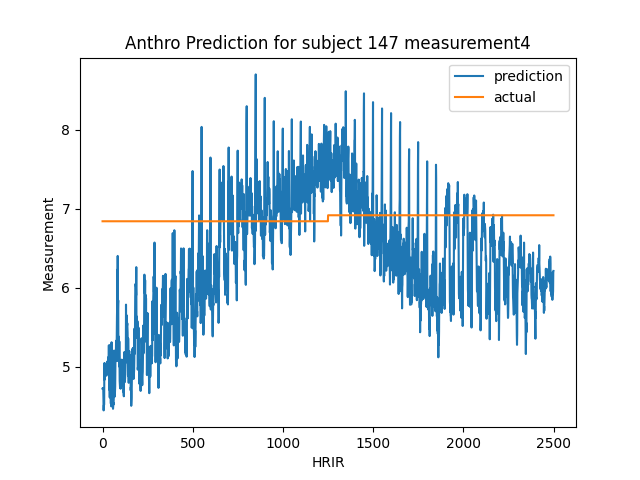 Anthro Prediction for subject 147 measurement4
prediction
actual
Measurement
8
7
6
5
0
500
1000
1500
2000
2500
HRIR